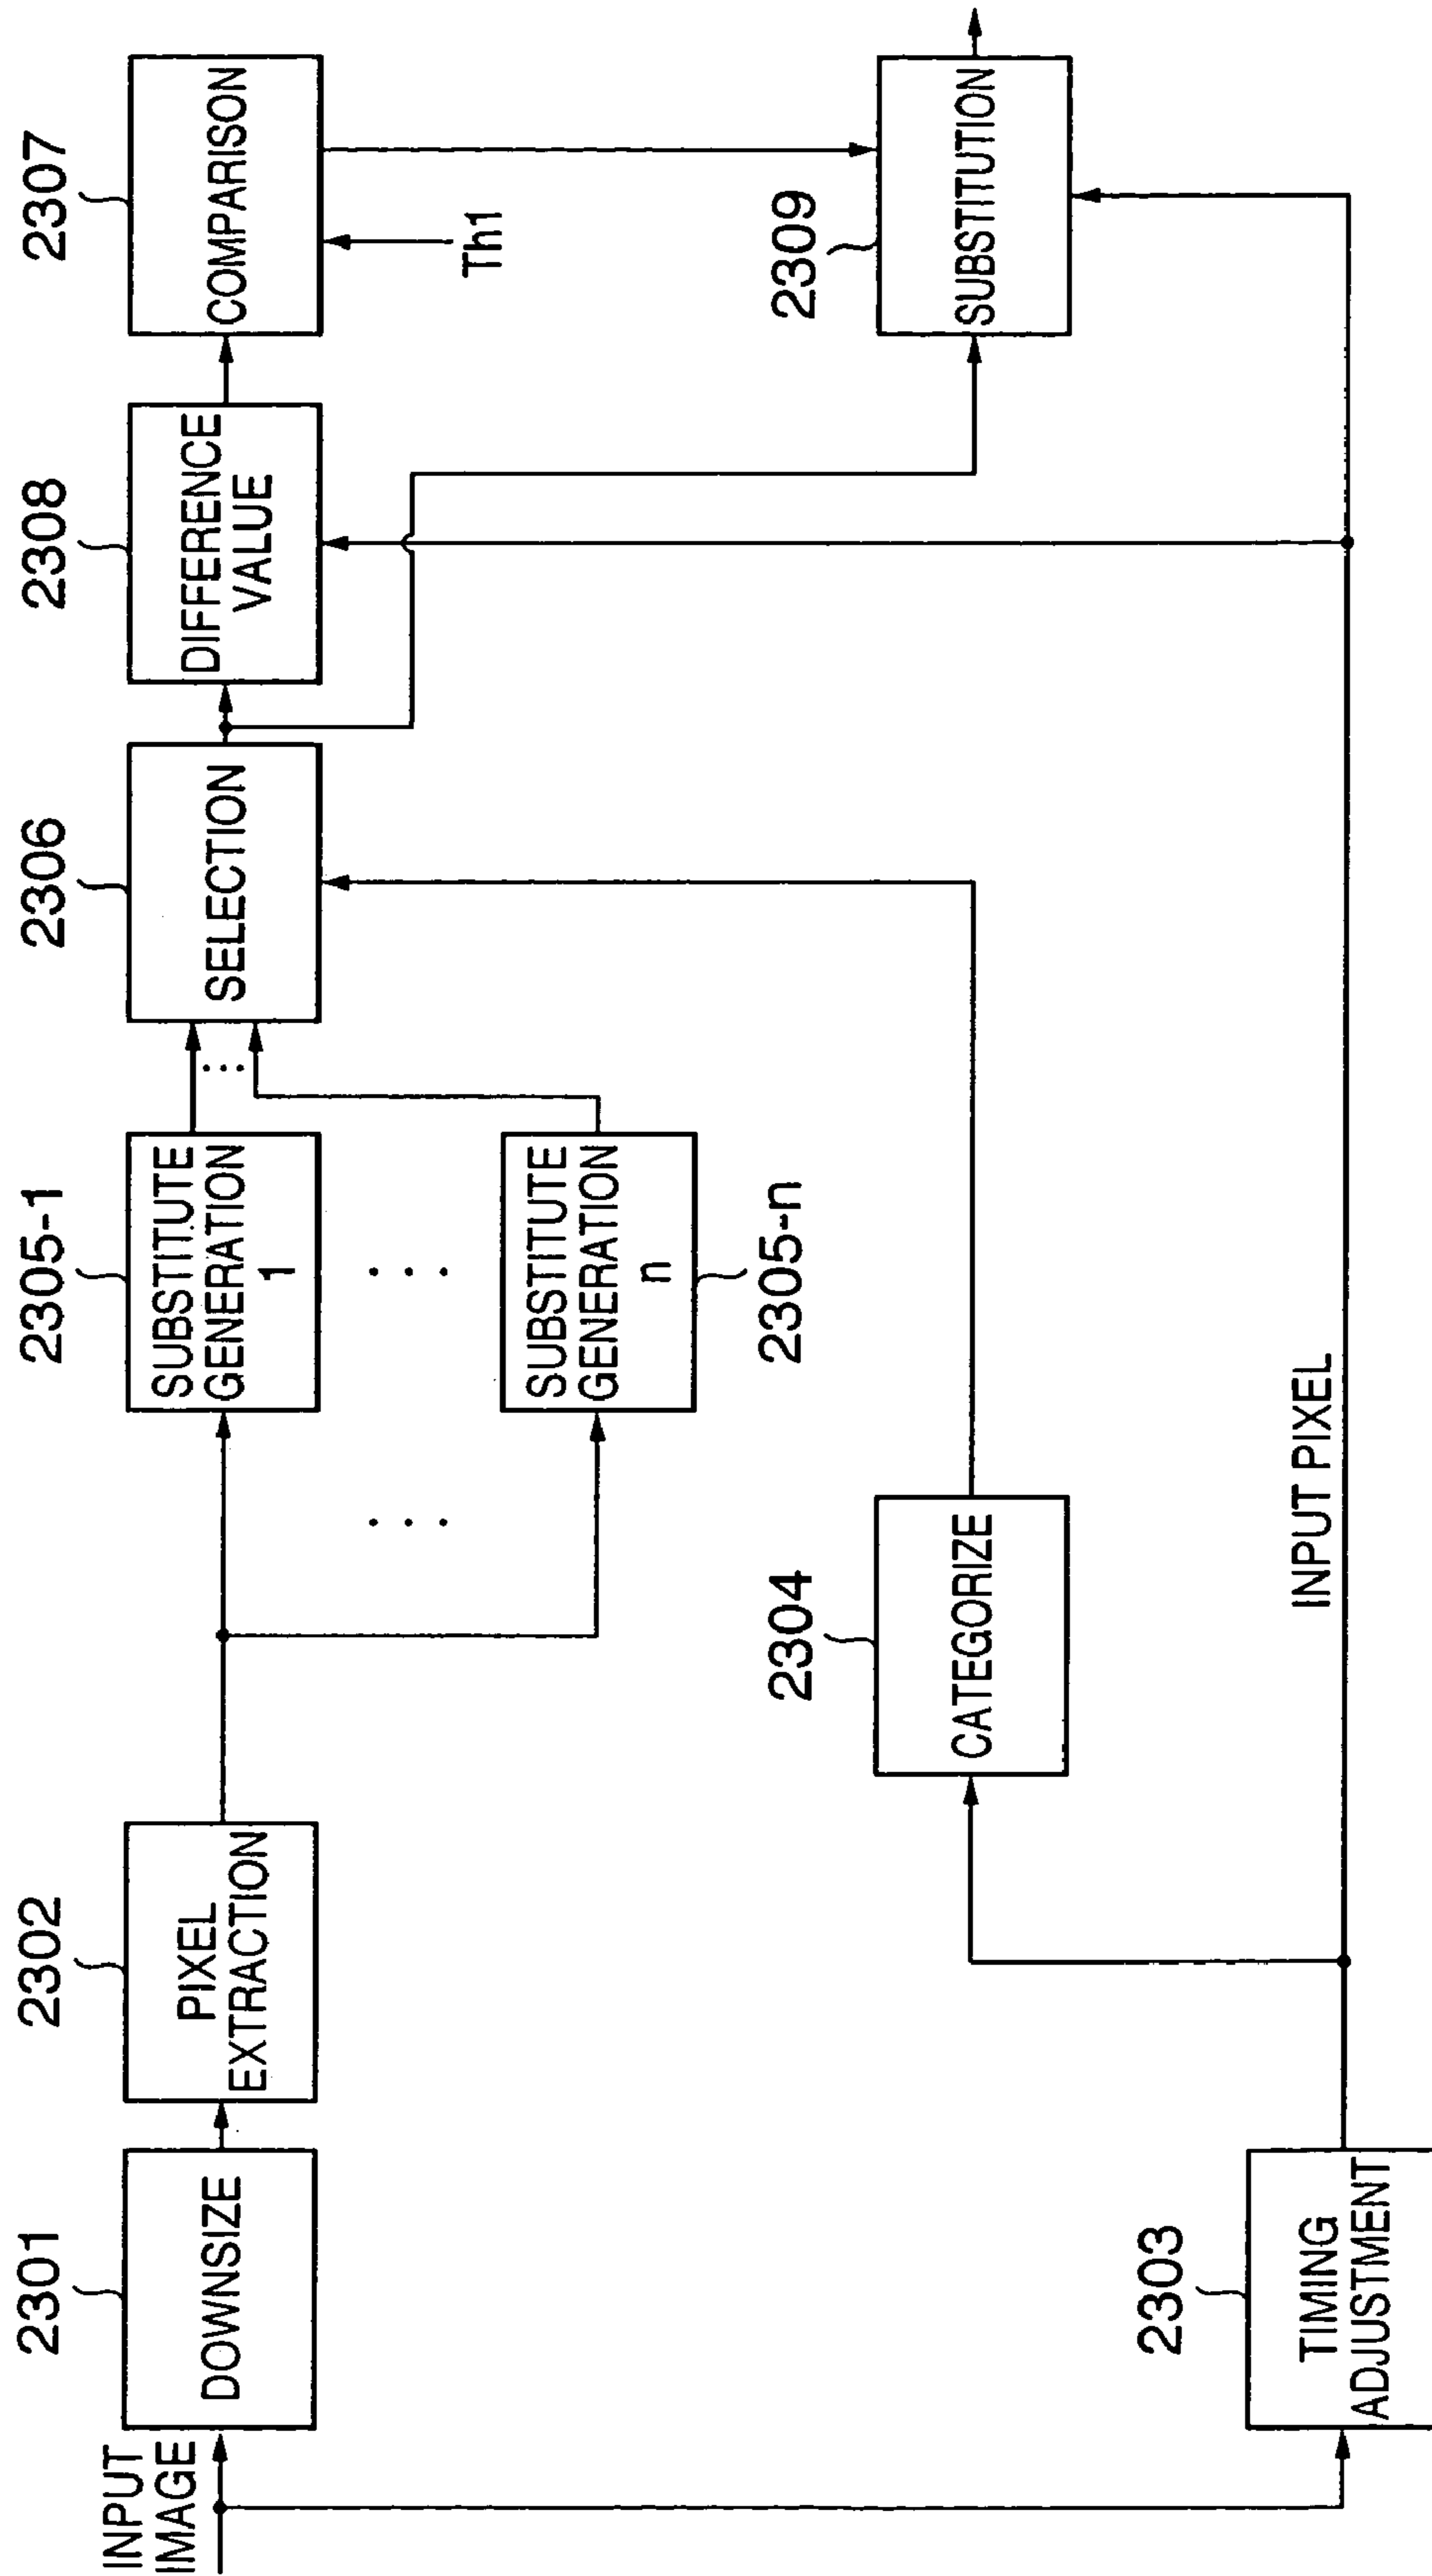 INPUT
IMAGE
2301
DOWNSIZE
2302
PIXEL
EXTRACTION
2305-1
SUBSTITUTE
GENERATION
1
. . .
. . .
SUBSTITUTE
GENERATION
n
2305-n
...
2306
SELECTION
2308
DIFFERENCE
VALUE
2307
COMPARISON
Th1
2304
CATEGORIZE
2309
SUBSTITUTION
2303
TIMING
ADJUSTMENT
INPUT PIXEL